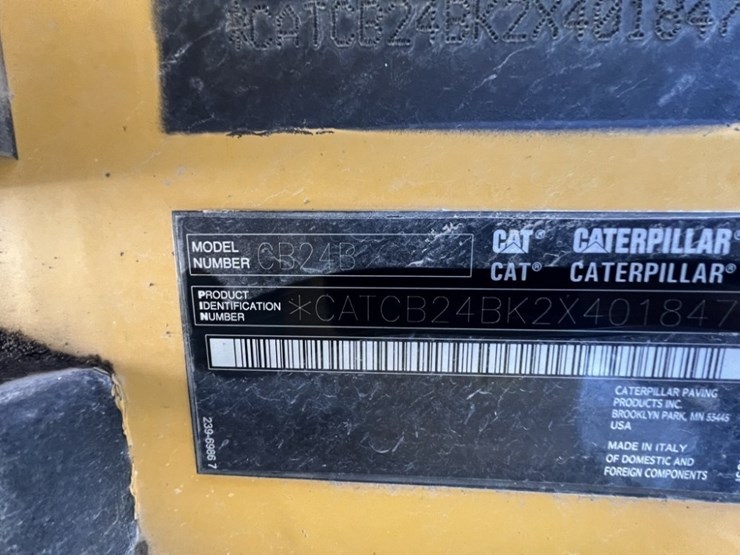 *CATCB24BK2X401847
MODEL
NUMBER CB24B
CAT® CATERPILLAR®
CAT® CATERPILLAR®
PRODUCT
IDENTIFICATION
NUMBER
*CATCB24BK2X401847
CATERPILLAR PAVING
PRODUCTS INC.
BROOKLYN PARK, MN 55445
USA
MADE IN ITALY
OF DOMESTIC AND
FOREIGN COMPONENTS
239-6986 7